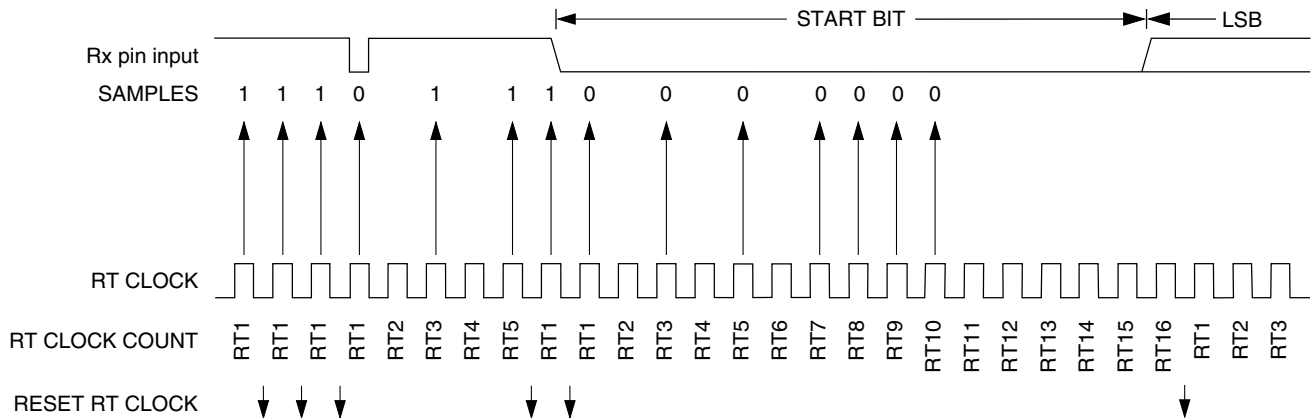 START BIT LSB
Rx pin input
SAMPLES 1 1 1 0 1 1 1 0 0 0 0 0 0 0
RT CLOCK
RT CLOCK COUNT RT1 RT1 RT1 RT1 RT2 RT3 RT4 RT5 RT1 RT1 RT2 RT3 RT4 RT5 RT6 RT7 RT8 RT9 RT10 RT11 RT12 RT13 RT14 RT15 RT16 RT1 RT2 RT3
RESET RT CLOCK